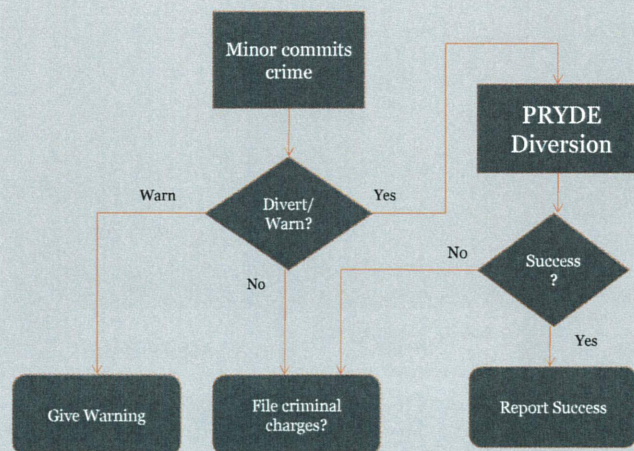 Minor commits
crime
PRYDE
Diversion
Warn
Divert/
Warn?
Yes
No
No
Success
?
Yes
Give Warning
File criminal
charges?
Report Success